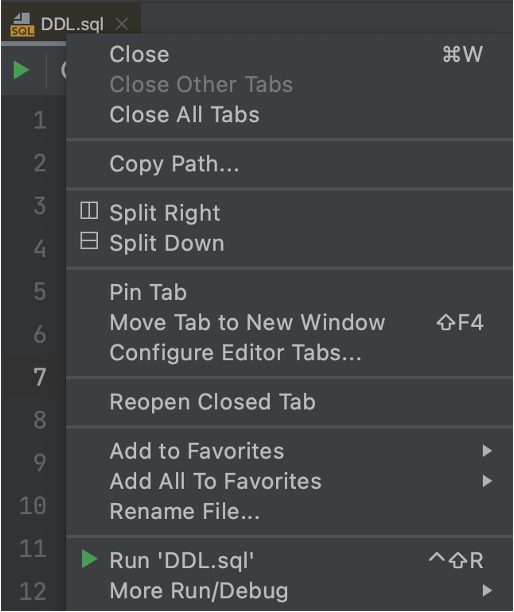 SQL DDL.sql
Close ⌘W
Close Other Tabs
1 Close All Tabs
2 Copy Path...
3 Split Right
4 Split Down
5 Pin Tab
6 Move Tab to New Window ⇧F4
Configure Editor Tabs...
7
8 Reopen Closed Tab
9 Add to Favorites
Add All To Favorites
10 Rename File...
11 Run 'DDL.sql' ^⇧R
12 More Run/Debug